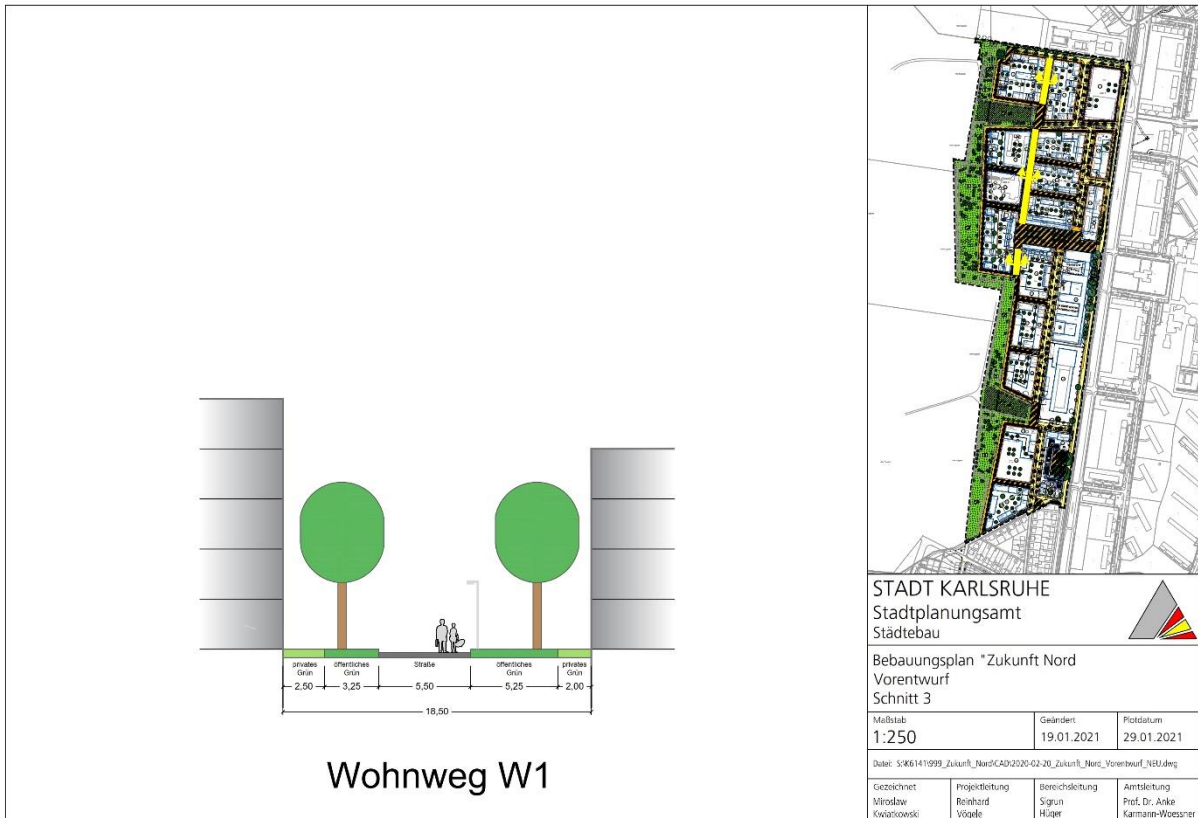 privates
Grün
öffentliches
Grün
Straße
öffentliches
Grün
privates
Grün
2,50
3,25
5,50
5,25
2,00
18,50
Wohnweg W1
STADT KARLSRUHE
Stadtplanungsamt
Städtebau
Bebauungsplan "Zukunft Nord
Vorentwurf
Schnitt 3
Maßstab
1:250
Geändert
19.01.2021
Plotdatum
29.01.2021
Datei: S:\K6141\999_Zukunft_Nord\CAD\2020-02-20_Zukunft_Nord_Vorentwurf_NEU.dwg
Gezeichnet
Miroslaw
Kwiatkowski
Projektleitung
Reinhard
Vögele
Bereichsleitung
Sigrun
Hüger
Amtsleitung
Prof. Dr. Anke
Karmann-Woessner